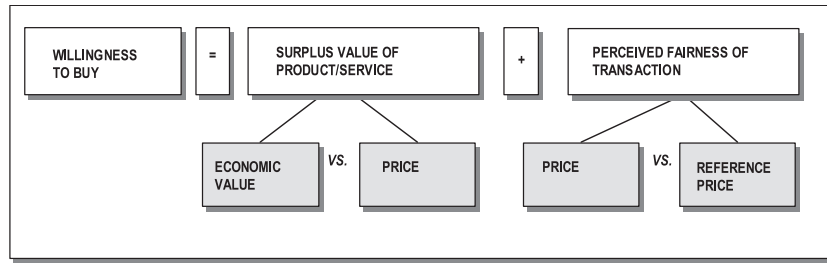 WILLINGNESS
TO BUY
=
SURPLUS VALUE OF
PRODUCT/SERVICE
+
PERCEIVED FAIRNESS OF
TRANSACTION
ECONOMIC
VALUE
VS.
PRICE
PRICE
VS.
REFERENCE
PRICE